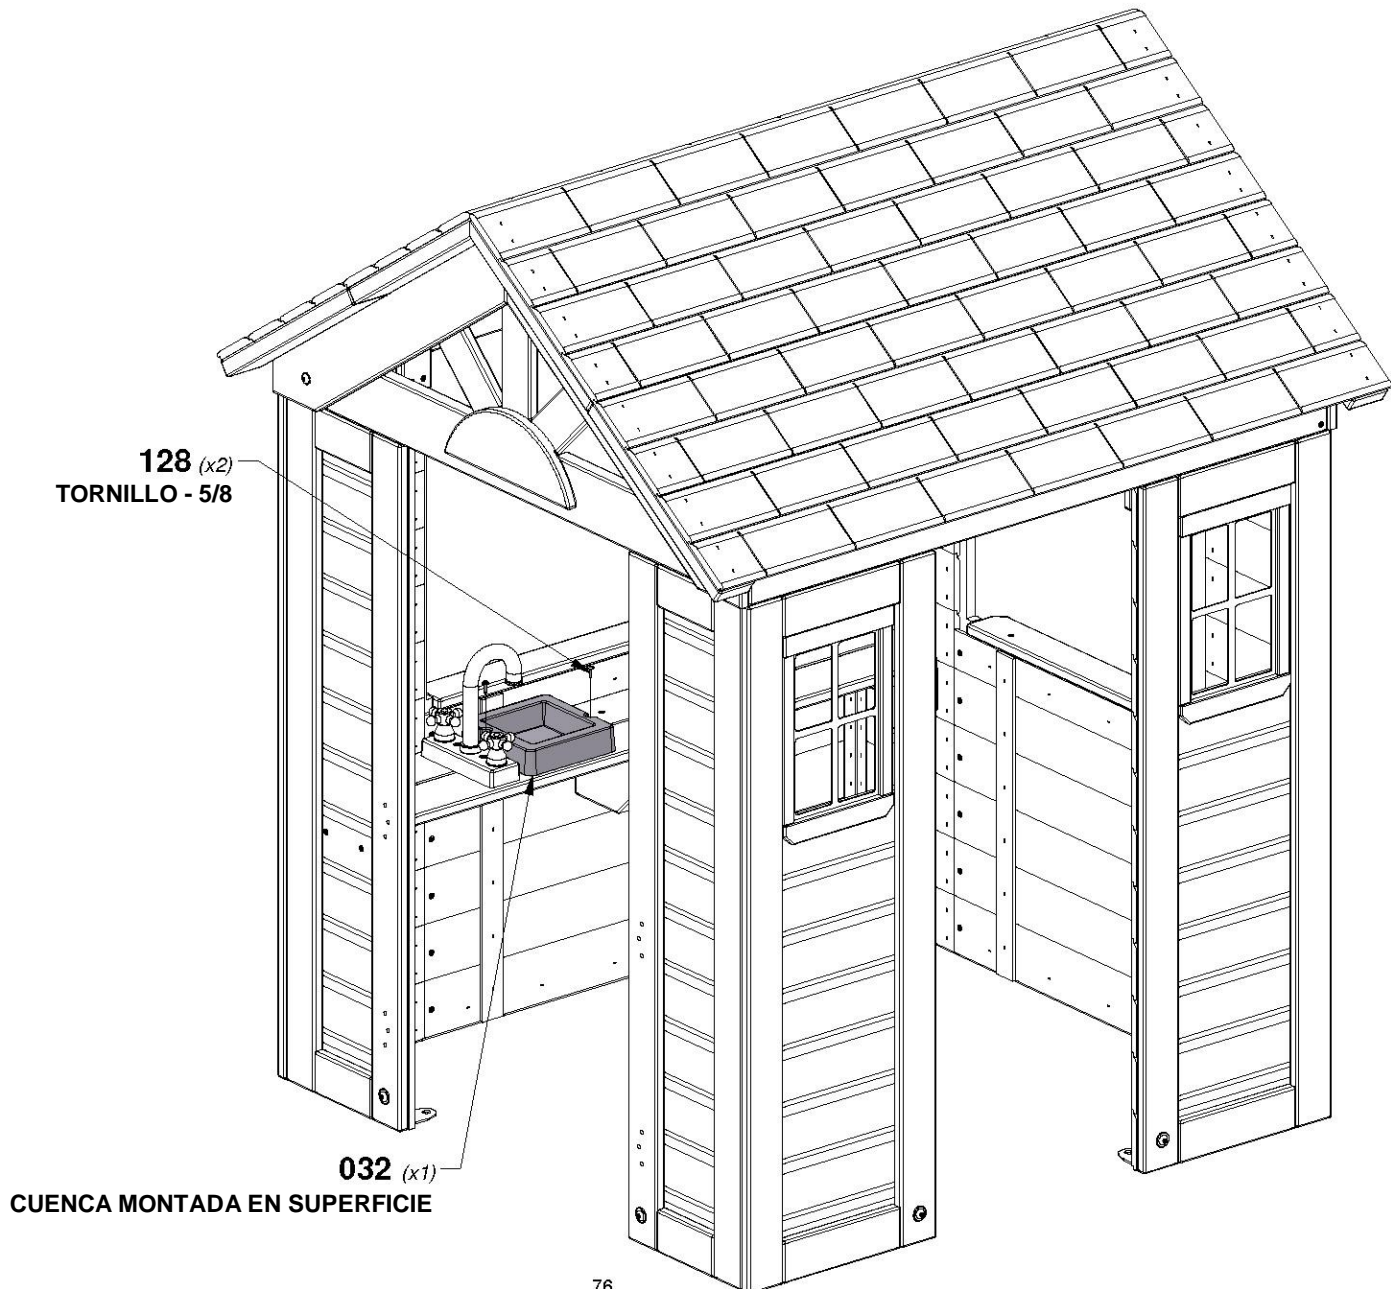 128 (x2)
TORNILLO - 5/8
032 (x1)
CUENCA MONTADA EN SUPERFICIE
76